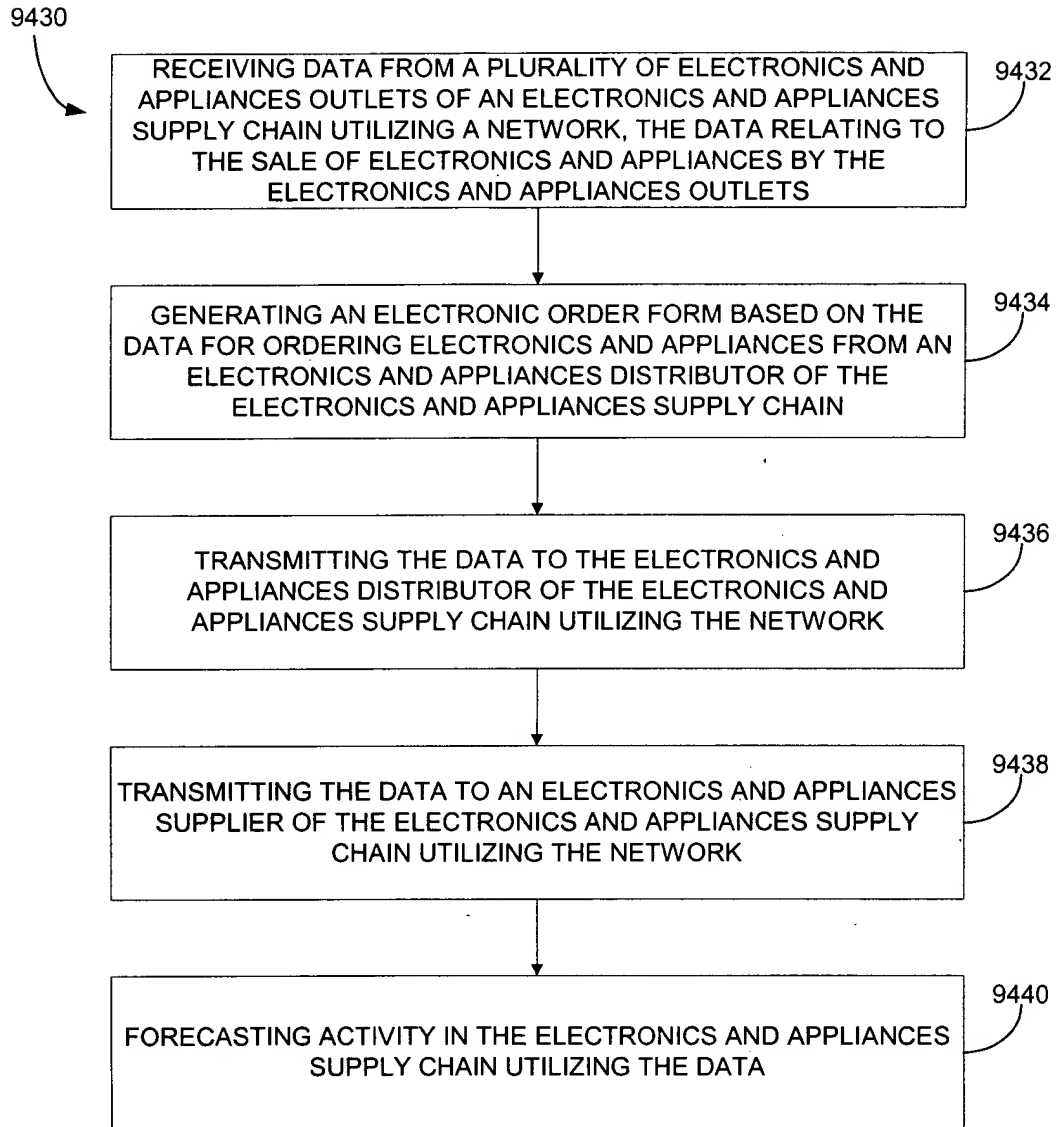 9430
RECEIVING DATA FROM A PLURALITY OF ELECTRONICS AND
APPLIANCES OUTLETS OF AN ELECTRONICS AND APPLIANCES
SUPPLY CHAIN UTILIZING A NETWORK, THE DATA RELATING TO
THE SALE OF ELECTRONICS AND APPLIANCES BY THE
ELECTRONICS AND APPLIANCES OUTLETS
9432
GENERATING AN ELECTRONIC ORDER FORM BASED ON THE
DATA FOR ORDERING ELECTRONICS AND APPLIANCES FROM AN
ELECTRONICS AND APPLIANCES DISTRIBUTOR OF THE
ELECTRONICS AND APPLIANCES SUPPLY CHAIN
9434
TRANSMITTING THE DATA TO THE ELECTRONICS AND
APPLIANCES DISTRIBUTOR OF THE ELECTRONICS AND
APPLIANCES SUPPLY CHAIN UTILIZING THE NETWORK
9436
TRANSMITTING THE DATA TO AN ELECTRONICS AND APPLIANCES
SUPPLIER OF THE ELECTRONICS AND APPLIANCES SUPPLY
CHAIN UTILIZING THE NETWORK
9438
FORECASTING ACTIVITY IN THE ELECTRONICS AND APPLIANCES
SUPPLY CHAIN UTILIZING THE DATA
9440